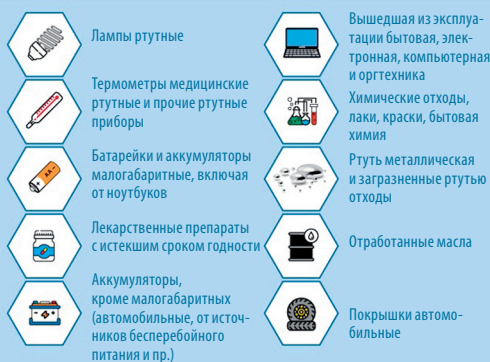 Лампы ртутные
Термометры медицинские
ртутные и прочие ртутные
приборы
Батарейки и аккумуляторы
малогабаритные, включая
от ноутбуков
Лекарственные препараты
с истекшим сроком годности
Аккумуляторы,
кроме малогабаритных
(автомобильные, от источ-
ников бесперебойного
питания и пр.)
Вышедшая из эксплуа-
тации бытовая, элек-
тронная, компьютерная
и оргтехника
Химические отходы,
лаки, краски, бытовая
химия
Ртуть металлическая
и загрязненные ртутью
отходы
Отработанные масла
Покрышки автомо-
бильные